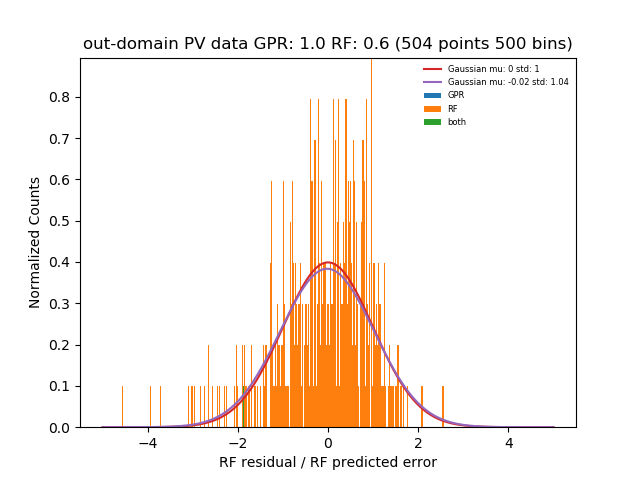 out-domain PV data GPR: 1.0 RF: 0.6 (504 points 500 bins)
Gaussian mu: 0 std: 1
Gaussian mu: -0.02 std: 1.04
GPR
RF
both
Normalized Counts
0.8
0.7
0.6
0.5
0.4
0.3
0.2
0.1
0.0
−4
−2
0
2
4
RF residual / RF predicted error